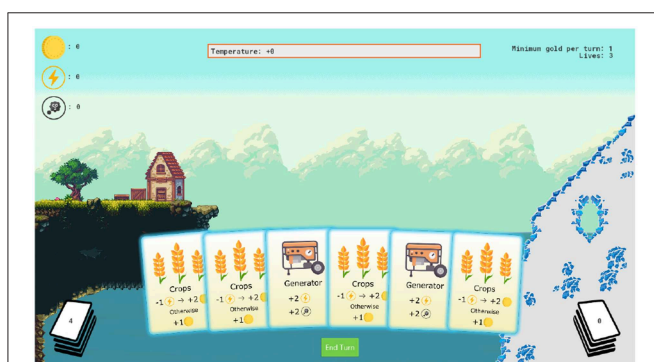 : 0
Temperature: +0
Minimum gold per turn: 1
Lives: 3
: 0
: 0
Crops
-1 → +2
Otherwise
+1
Crops
-1 → +2
Otherwise
+1
Generator
+2
+2
Crops
-1 → +2
Otherwise
+1
Generator
+2
+2
Crops
-1 → +2
Otherwise
+1
4
0
End Turn